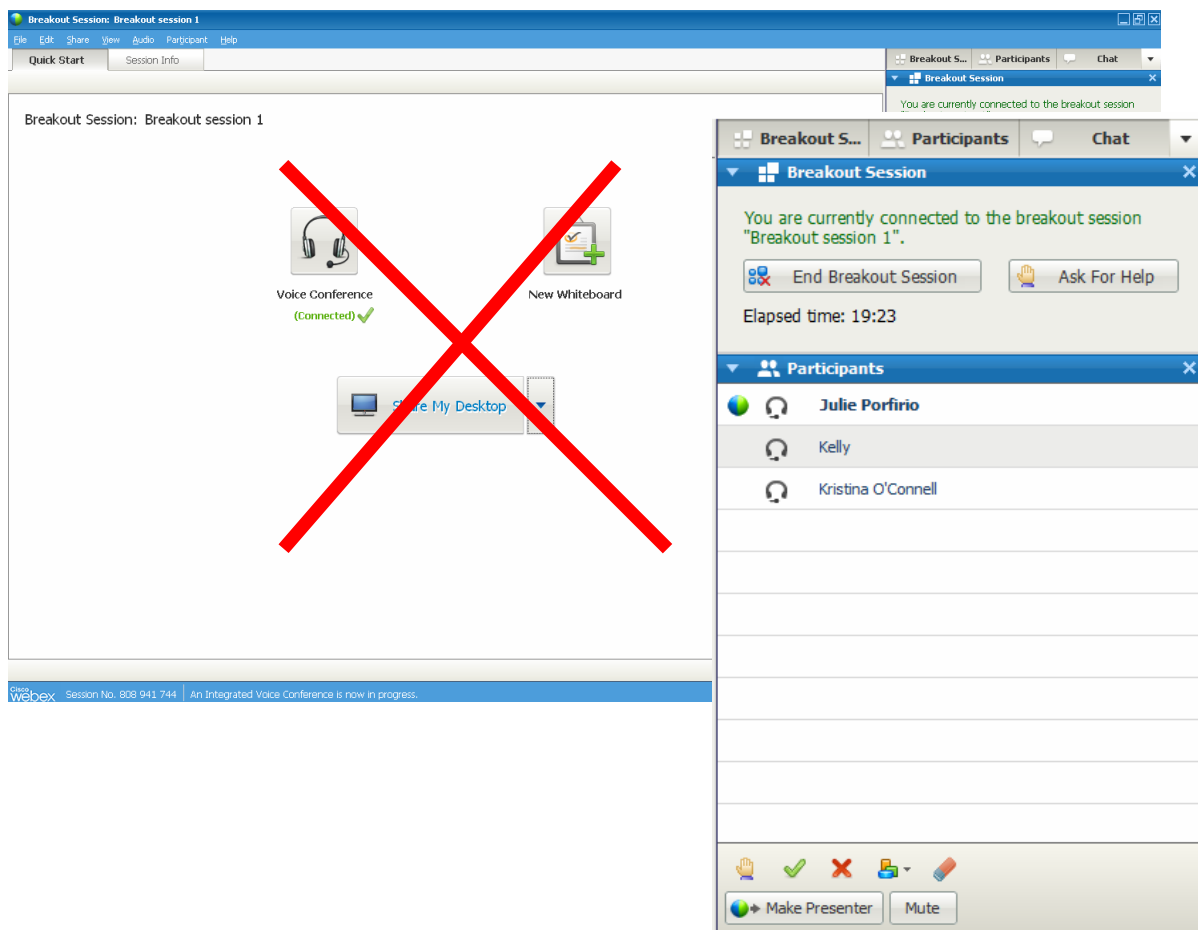 Breakout Session: Breakout session 1
File Edit Share View Audio Participant Help
Quick Start Session Info
Breakout S... Participants Chat
Breakout Session
You are currently connected to the breakout session
Breakout Session: Breakout session 1
Voice Conference
(Connected)
New Whiteboard
Share My Desktop
Cisco
webex Session No. 808 941 744 An Integrated Voice Conference is now in progress.
Breakout S... Participants Chat
Breakout Session
You are currently connected to the breakout session
"Breakout session 1".
End Breakout Session Ask For Help
Elapsed time: 19:23
Participants
Julie Porfirio
Kelly
Kristina O'Connell
Make Presenter Mute